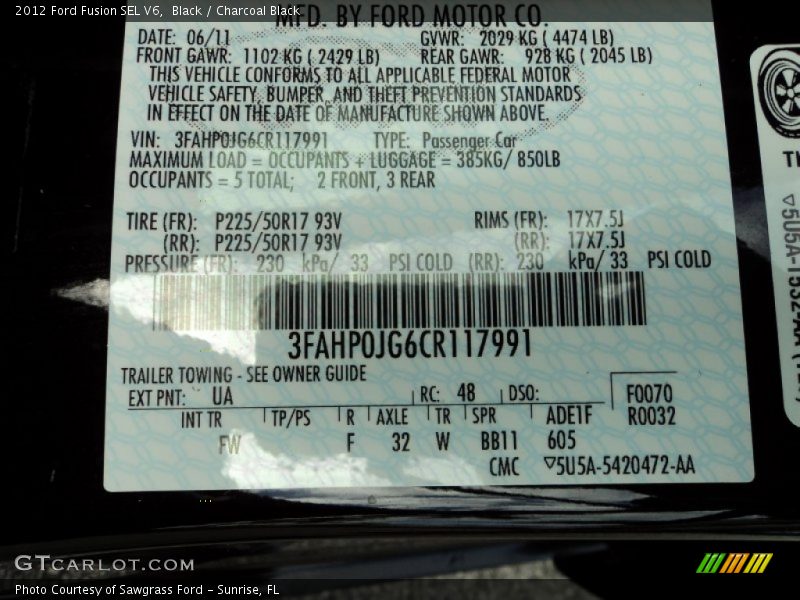 2012 Ford Fusion SEL V6, Black / Charcoal Black
MFD. BY FORD MOTOR CO.
DATE: 06/11 GVWR: 2029 KG ( 4474 LB)
FRONT GAWR: 1102 KG ( 2429 LB) REAR GAWR: 928 KG ( 2045 LB)
THIS VEHICLE CONFORMS TO ALL APPLICABLE FEDERAL MOTOR
VEHICLE SAFETY, BUMPER, AND THEFT PREVENTION STANDARDS
IN EFFECT ON THE DATE OF MANUFACTURE SHOWN ABOVE.
VIN: 3FAHP0JG6CR117991 TYPE: Passenger Car
MAXIMUM LOAD = OCCUPANTS + LUGGAGE = 385KG/ 850LB
OCCUPANTS = 5 TOTAL; 2 FRONT, 3 REAR
TIRE (FR): P225/50R17 93V RIMS (FR): 17X7.5J
(RR): P225/50R17 93V (RR): 17X7.5J
PRESSURE (FR): 230 kPa/ 33 PSI COLD (RR): 230 kPa/ 33 PSI COLD
3FAHP0JG6CR117991
TRAILER TOWING - SEE OWNER GUIDE
EXT PNT: UA RC: 48 DSO: F0070
INT TR TP/PS R AXLE TR SPR ADE1F R0032
FW F 32 W BB11 605
CMC ▽5U5A-5420472-AA
GTCARLOT.COM
Photo Courtesy of Sawgrass Ford - Sunrise, FL